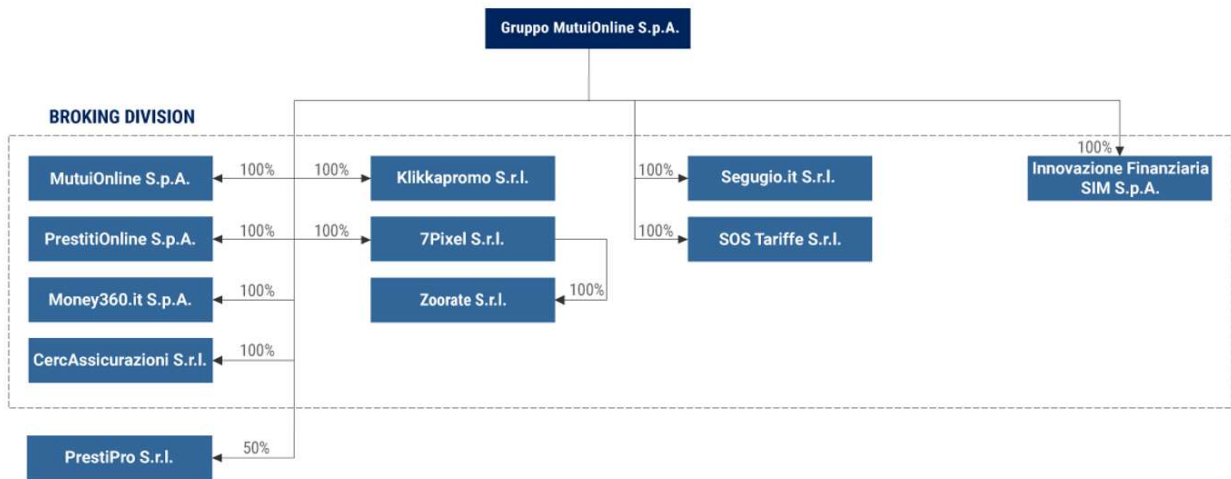 Gruppo MutuiOnline S.p.A.
BROKING DIVISION
100%
MutuiOnline S.p.A.
100%
100%
Klikkapromo S.r.l.
100%
Segugio.it S.r.l.
Innovazione Finanziaria
SIM S.p.A.
PrestitiOnline S.p.A.
100%
100%
7Pixel S.r.l.
100%
SOS Tariffe S.r.l.
Money360.it S.p.A.
100%
Zoorate S.r.l.
100%
CercAssicurazioni S.r.l.
100%
PrestiPro S.r.l.
50%